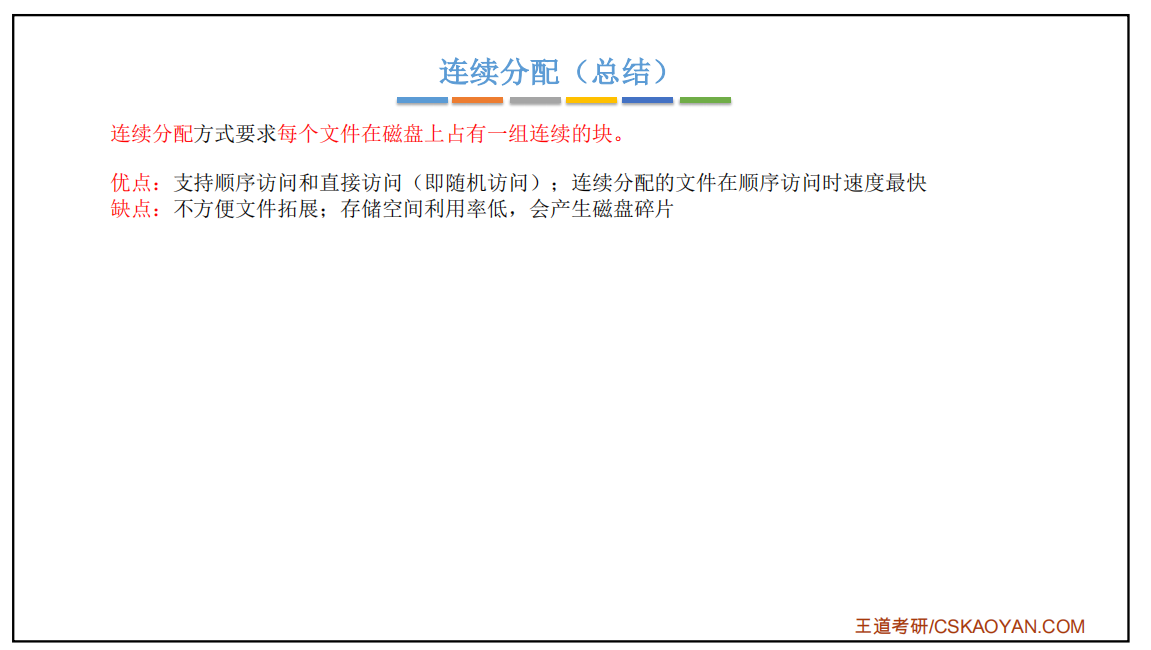 连续分配（总结）
连续分配方式要求每个文件在磁盘上占有一组连续的块。
优点：支持顺序访问和直接访问（即随机访问）；连续分配的文件在顺序访问时速度最快
缺点：不方便文件拓展；存储空间利用率低，会产生磁盘碎片
王道考研/CSKAOYAN.COM